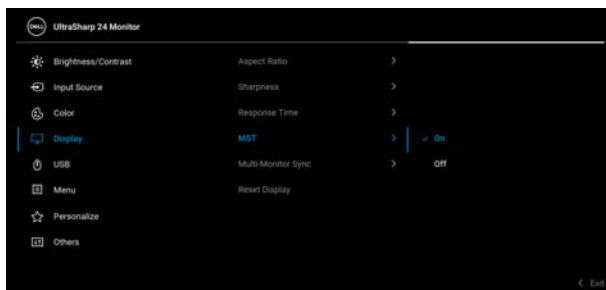 DELL UltraSharp 24 Monitor
Brightness/Contrast Aspect Ratio
Input Source Sharpness
Color Response Time
Display MST On
USB Multi-Monitor Sync Off
Menu Reset Display
Personalize
Others
Exit